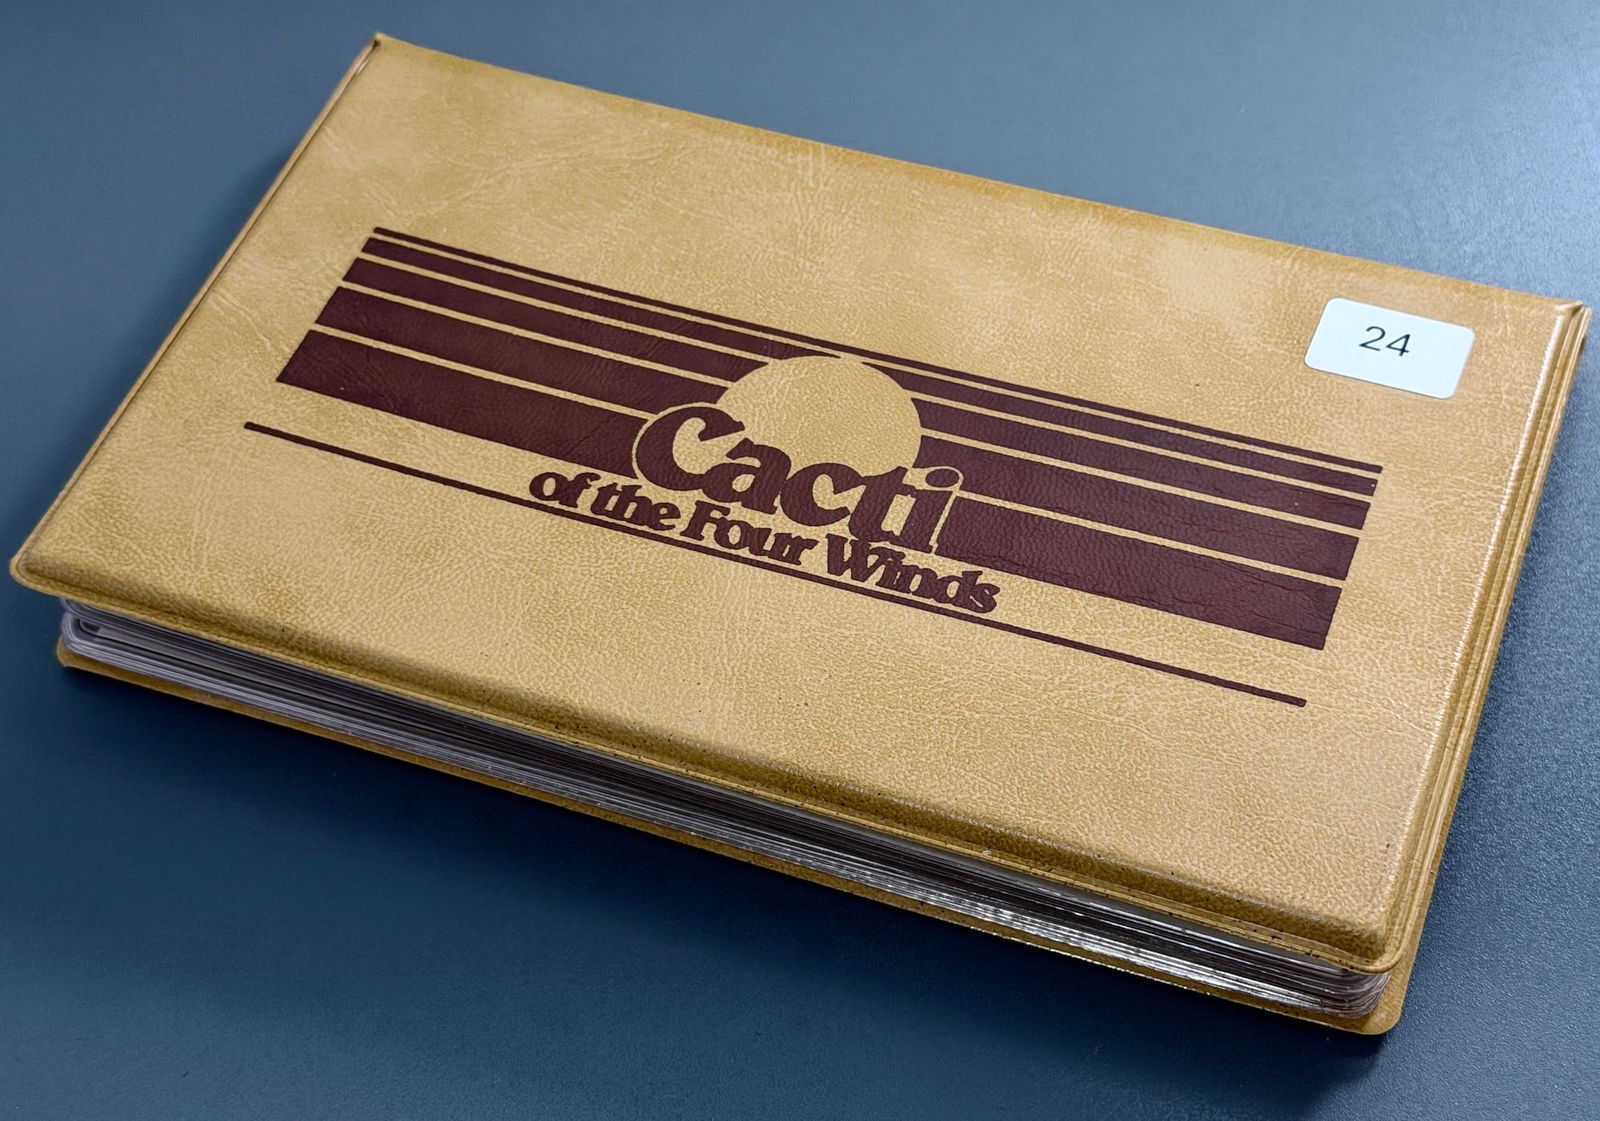 24
Cacti
of the Four Winds